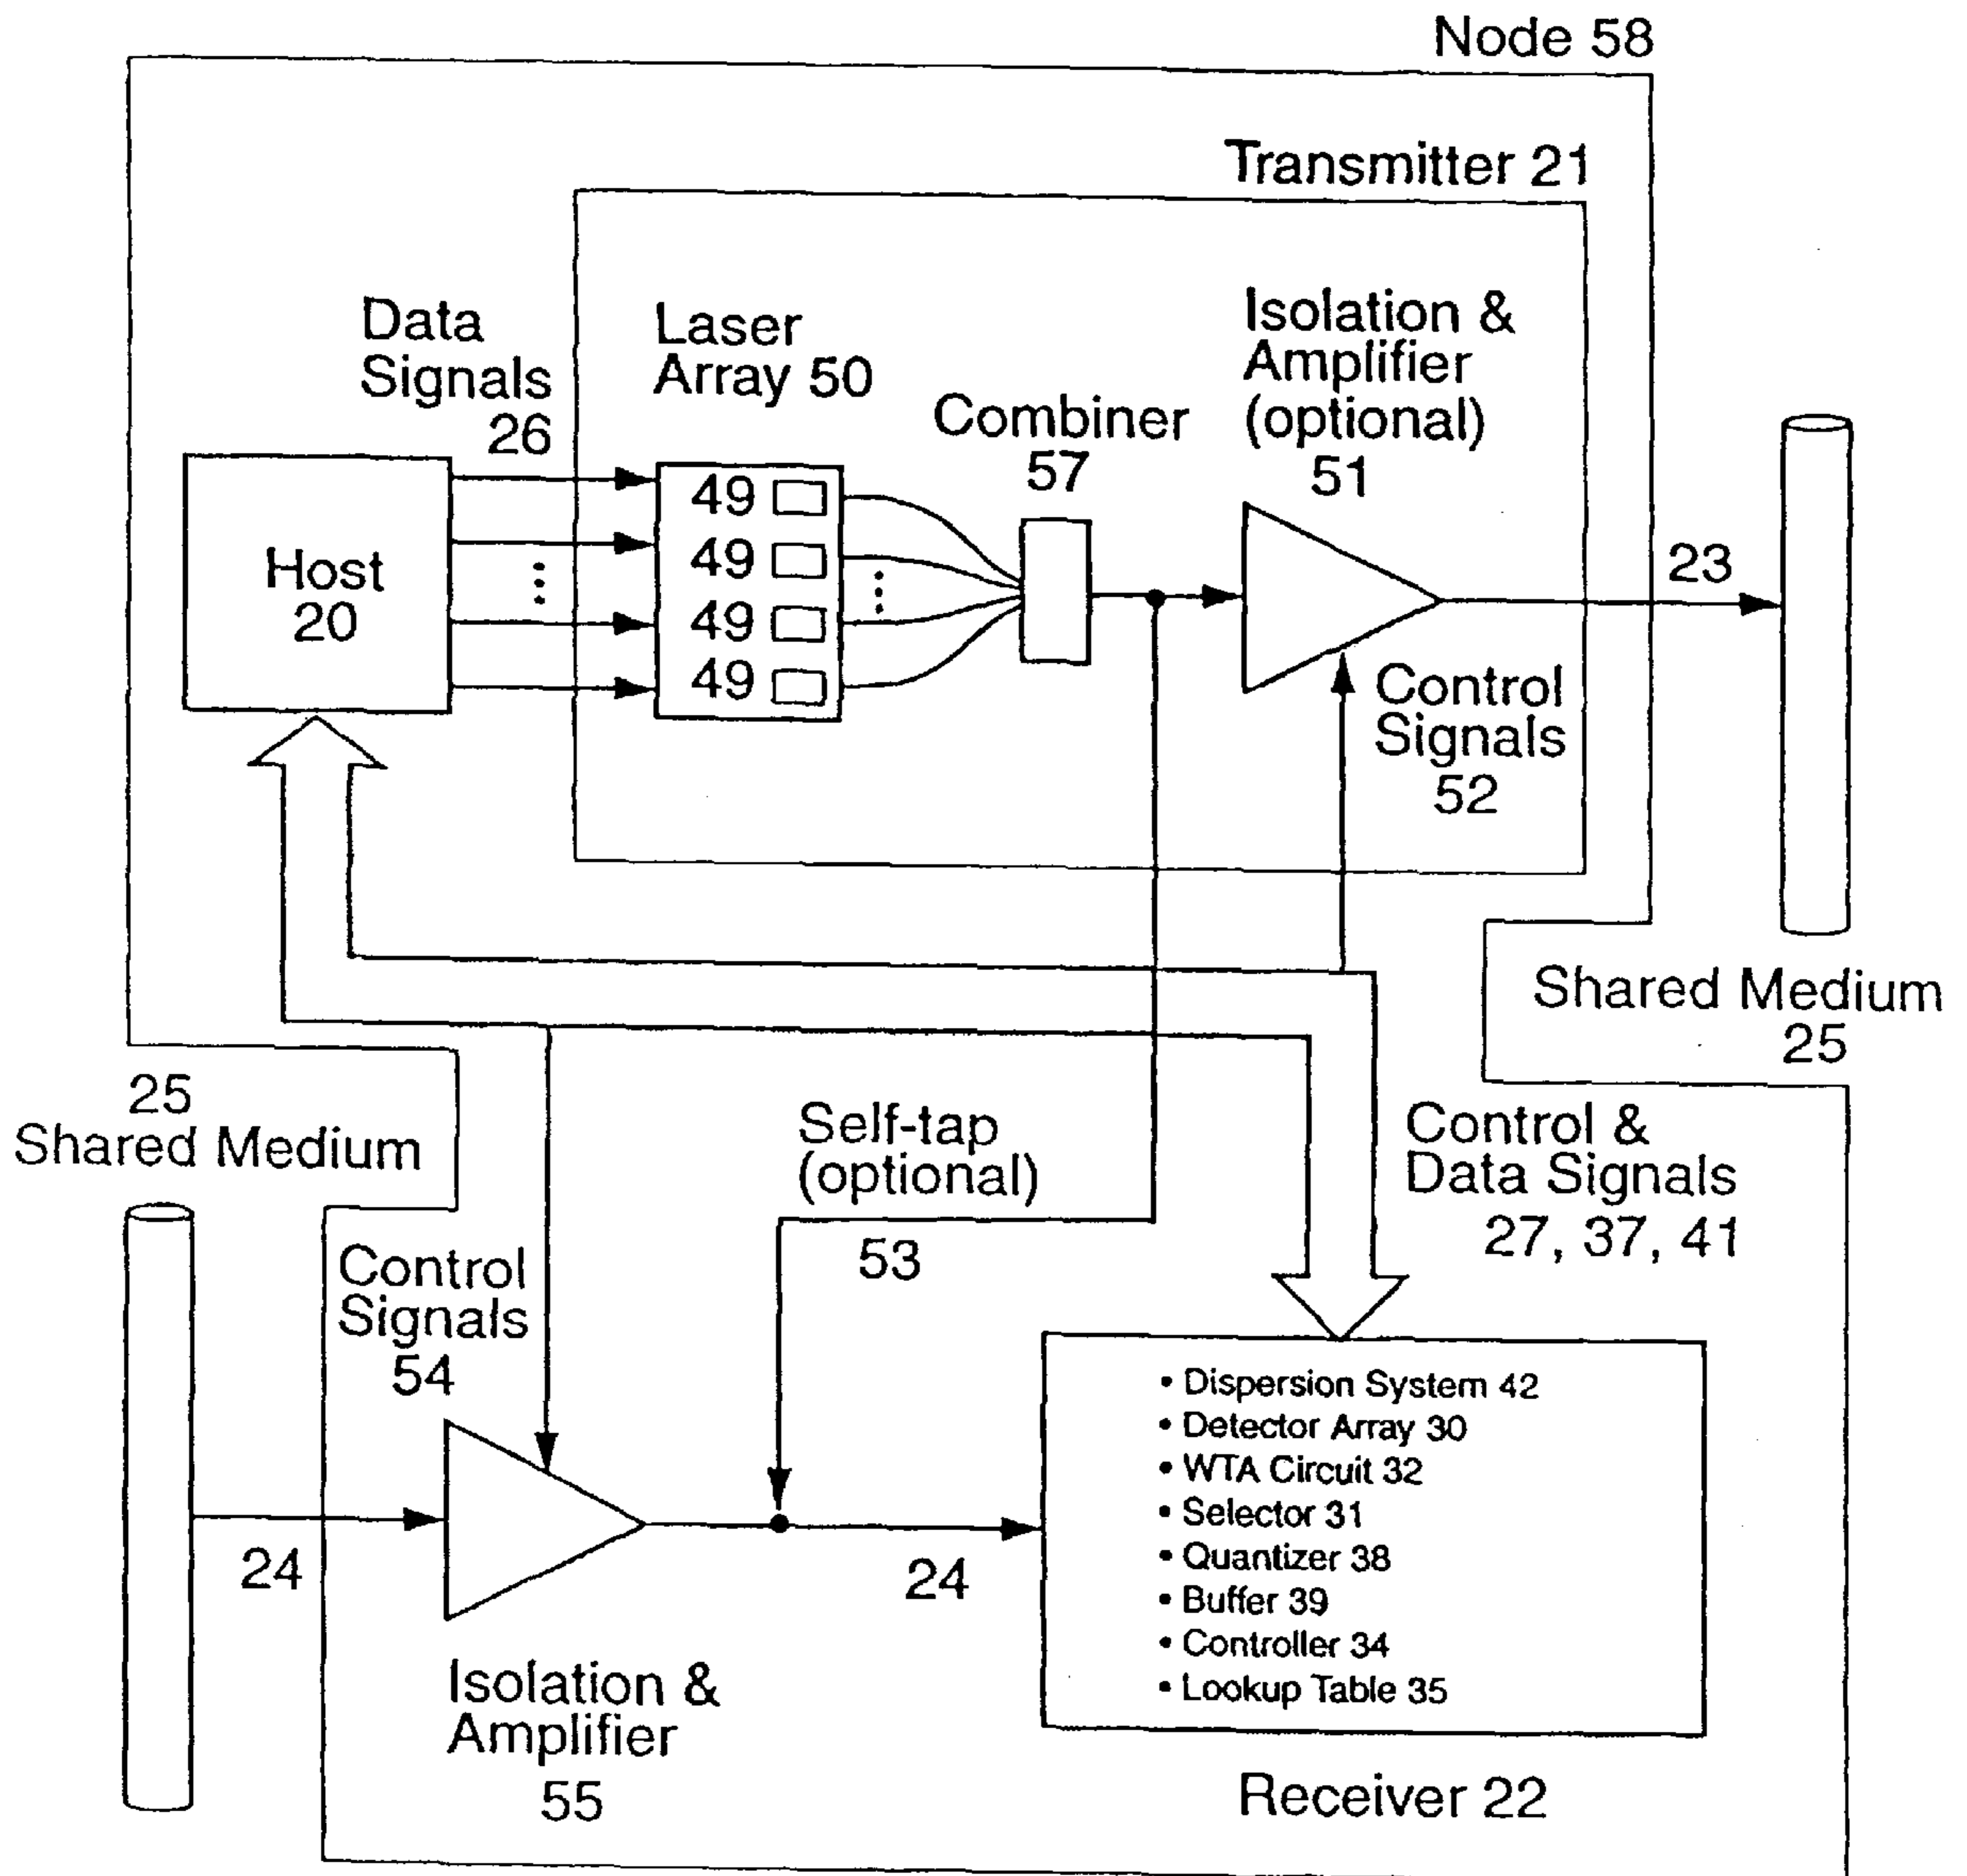 Node 58
Transmitter 21
Data
Signals
26
Laser
Array 50
Combiner
57
Isolation &
Amplifier
(optional)
51
Host
20
49
49
49
49
23
Control
Signals
52
Shared Medium
25
25
Shared Medium
Self-tap
(optional)
53
Control &
Data Signals
27, 37, 41
Control
Signals
54
24
Isolation &
Amplifier
55
24
• Dispersion System 42
• Detector Array 30
• WTA Circuit 32
• Selector 31
• Quantizer 38
• Buffer 39
• Controller 34
• Lookup Table 35
Receiver 22